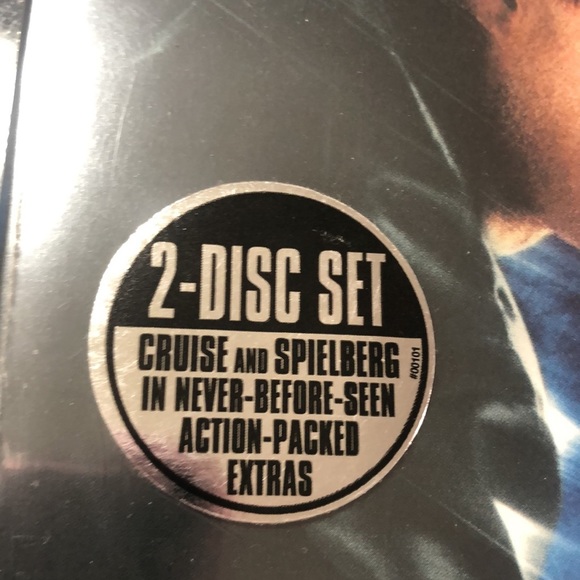 2-DISC SET
CRUISE AND SPIELBERG
IN NEVER-BEFORE-SEEN
ACTION-PACKED
EXTRAS
#00101